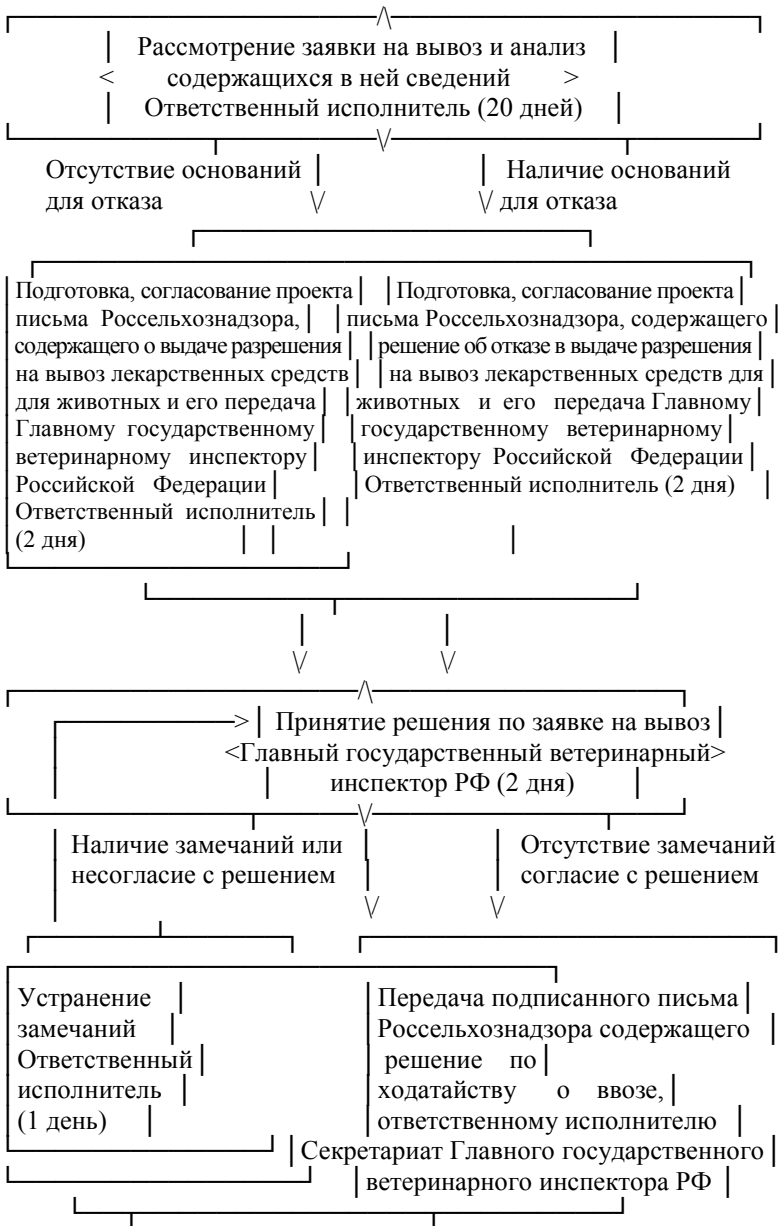 Рассмотрение заявки на вывоз и анализ
содержащихся в ней сведений
Ответственный исполнитель (20 дней)
Отсутствие оснований
для отказа
Наличие оснований
для отказа
Подготовка, согласование проекта
письма Россельхознадзора,
содержащего о выдаче разрешения
на вывоз лекарственных средств
для животных и его передача
Главному государственному
ветеринарному инспектору
Российской Федерации
Ответственный исполнитель
(2 дня)
Подготовка, согласование проекта
письма Россельхознадзора, содержащего
решение об отказе в выдаче разрешения
на вывоз лекарственных средств для
животных и его передача Главному
государственному ветеринарному
инспектору Российской Федерации
Ответственный исполнитель (2 дня)
Принятие решения по заявке на вывоз
<Главный государственный ветеринарный>
инспектор РФ (2 дня)
Наличие замечаний или
несогласие с решением
Отсутствие замечаний
согласие с решением
Устранение
замечаний
Ответственный
исполнитель
(1 день)
Передача подписанного письма
Россельхознадзора содержащего
решение по
ходатайству о ввозе,
ответственному исполнителю
Секретариат Главного государственного
ветеринарного инспектора РФ